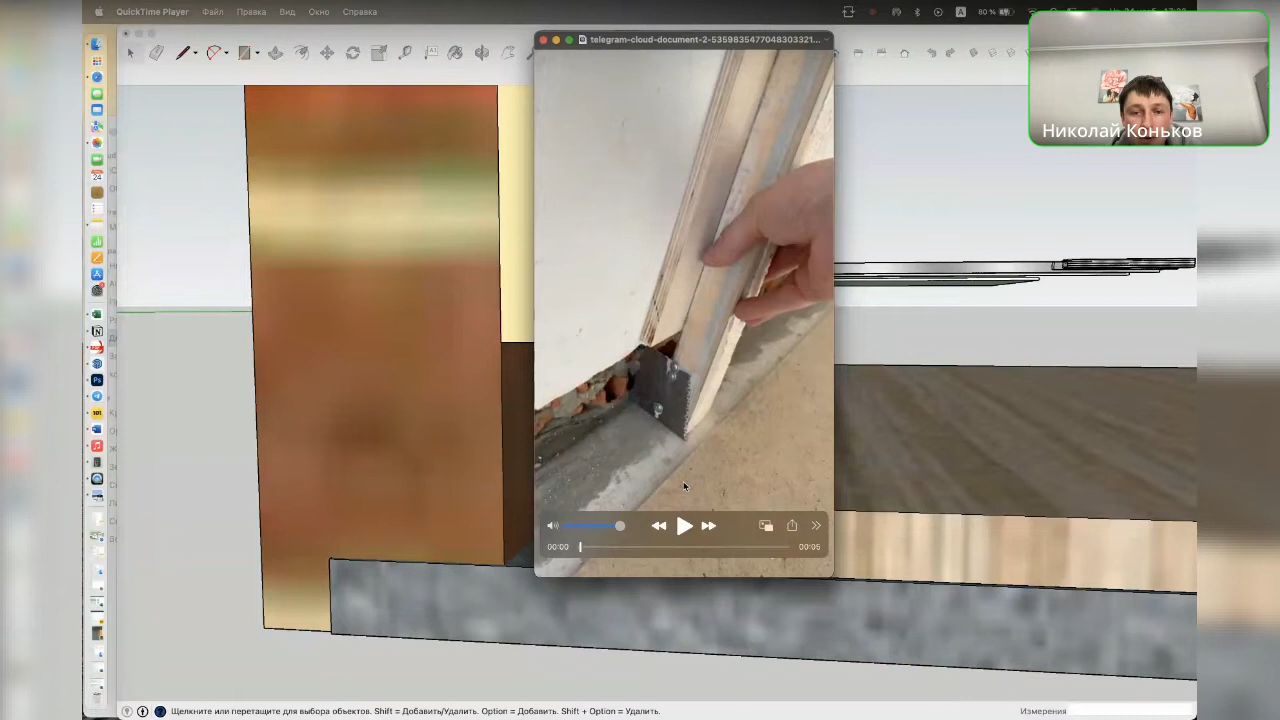 QuickTime Player Файл Правка Вид Окно Справка
80 %
telegram-cloud-document-2-5359835477048303321...
Николай Коньков
24
00:00
00:05
Щелкните или перетащите для выбора объектов. Shift = Добавить/Удалить. Option = Добавить. Shift + Option = Удалить.
Измерения